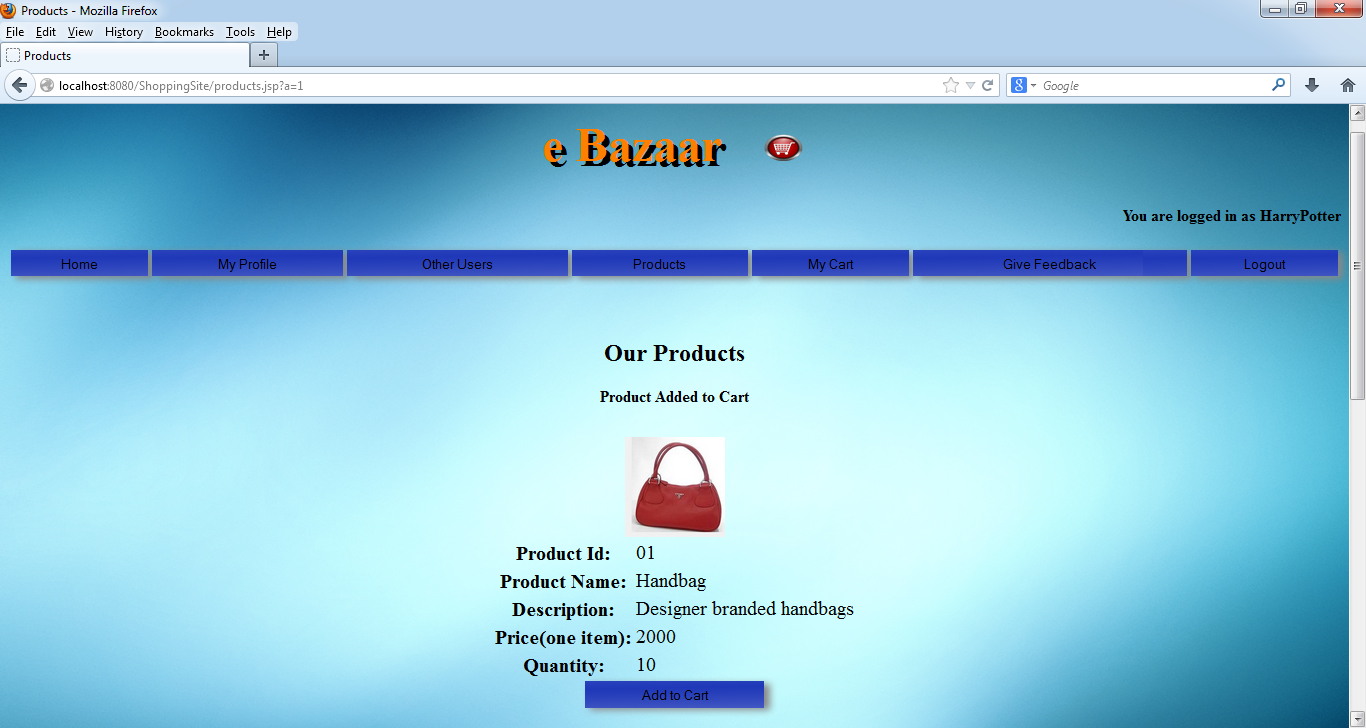 Products - Mozilla Firefox
File Edit View History Bookmarks Tools Help
Products
localhost:8080/ShoppingSite/products.jsp?a=1
8 Google
e Bazaar
You are logged in as HarryPotter
Home My Profile Other Users Products My Cart Give Feedback Logout
Our Products
Product Added to Cart
Product Id: 01
Product Name: Handbag
Description: Designer branded handbags
Price(one item): 2000
Quantity: 10
Add to Cart